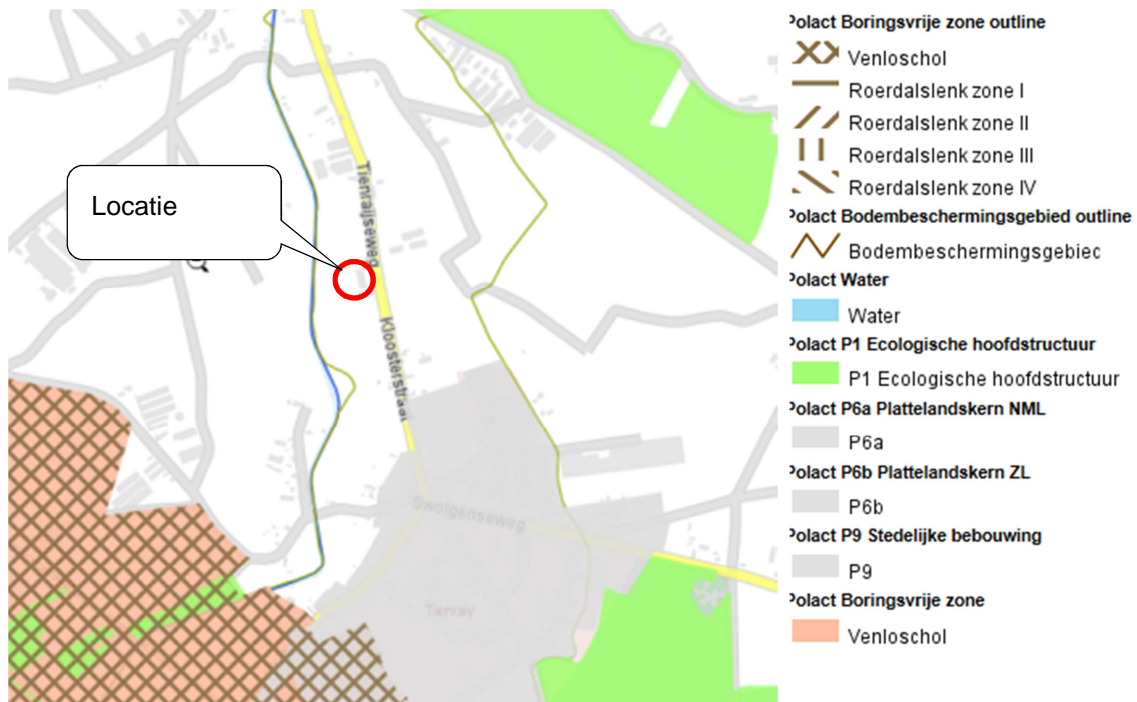 Locatie
Tienraijseweg
Kloosterstraat
Swolgenseweg
Tienray
Polact Boringsvrije zone outline
Venloschol
Roerdalslenk zone I
Roerdalslenk zone II
Roerdalslenk zone III
Roerdalslenk zone IV
Polact Bodembeschermingsgebied outline
Bodembeschermingsgebiec
Polact Water
Water
Polact P1 Ecologische hoofdstructuur
P1 Ecologische hoofdstructuur
Polact P6a Plattelandskern NML
P6a
Polact P6b Plattelandskern ZL
P6b
Polact P9 Stedelijke bebouwing
P9
Polact Boringsvrije zone
Venloschol